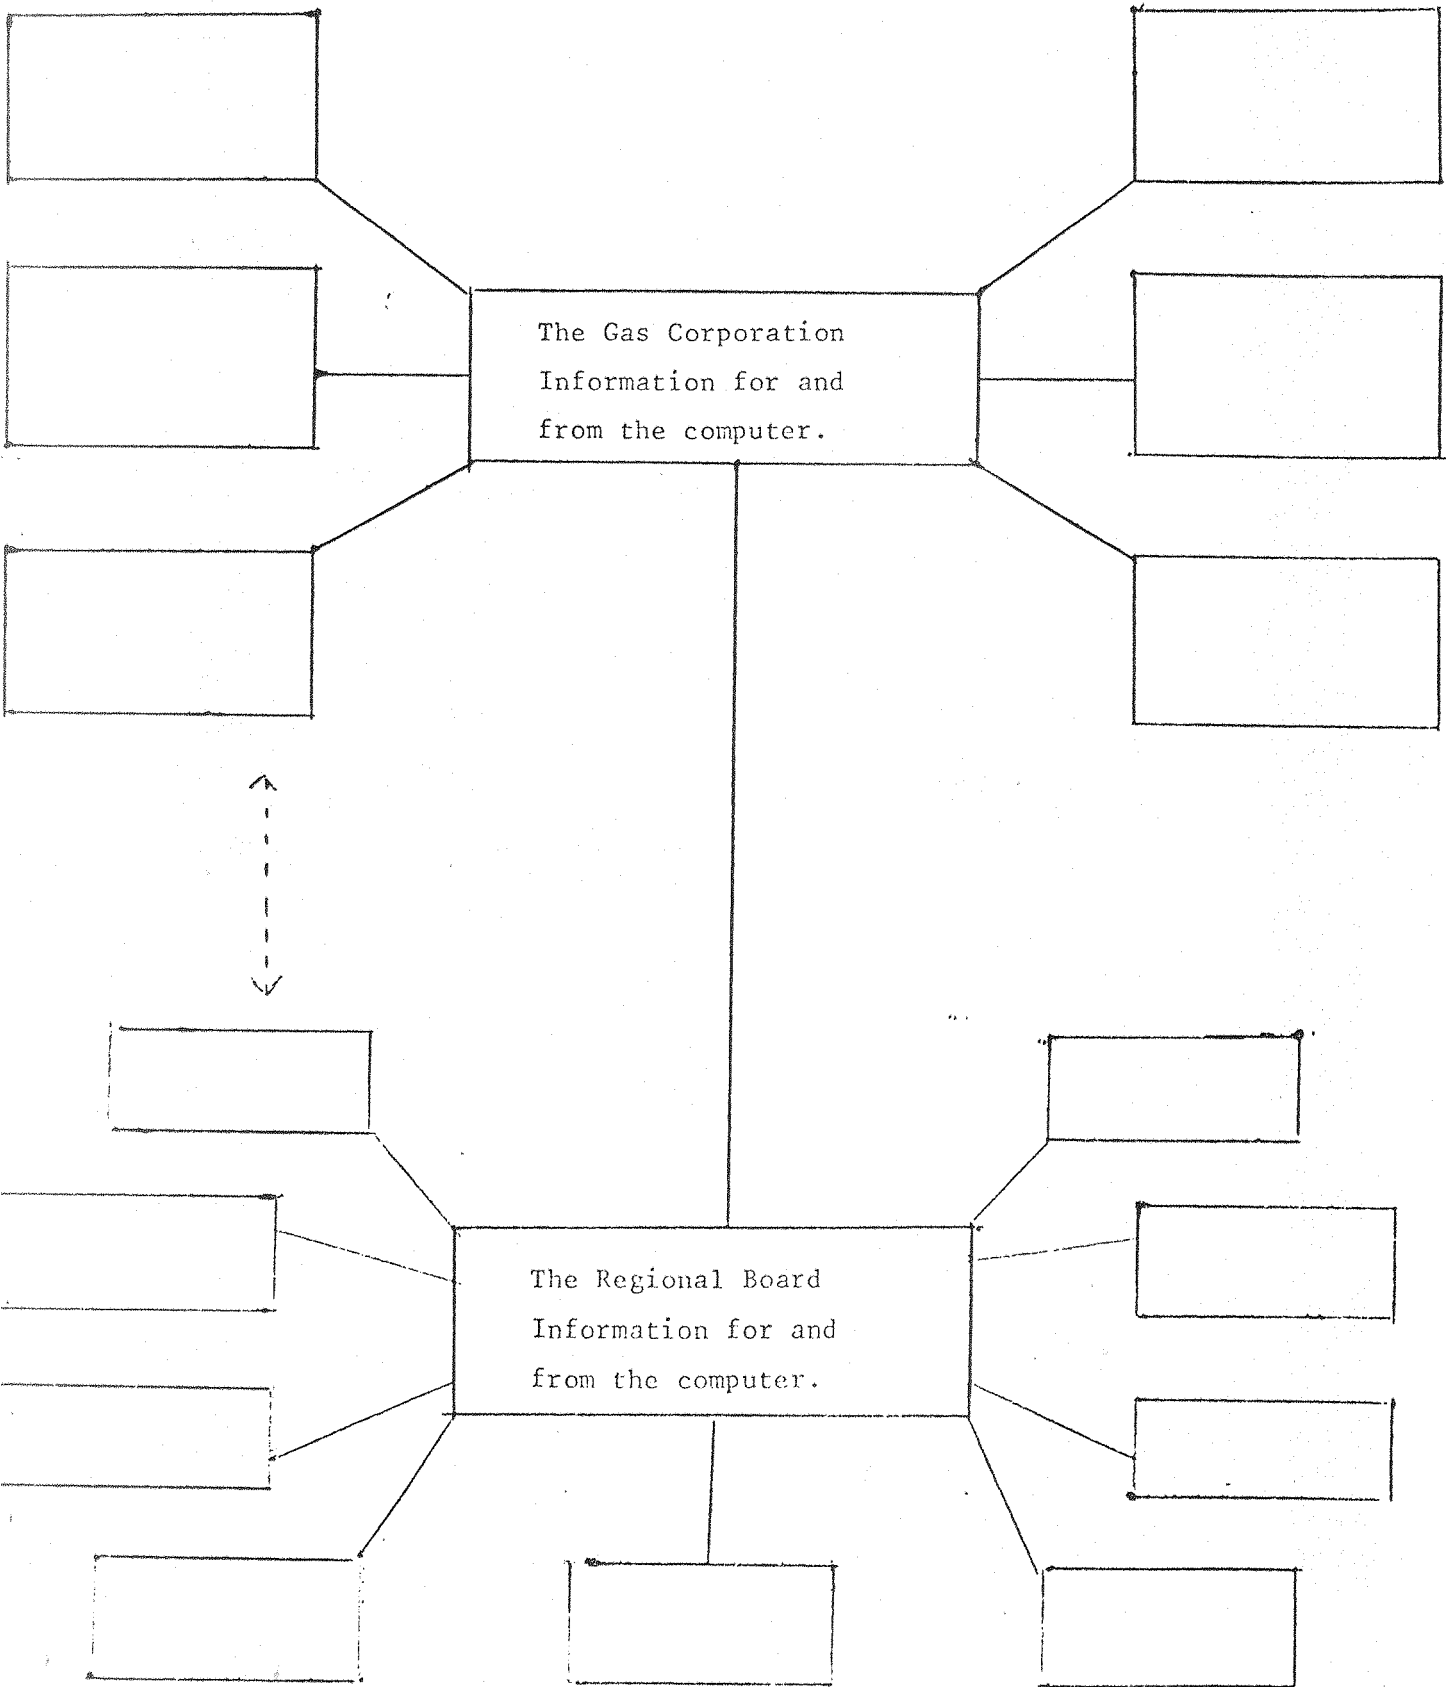 The Gas Corporation
Information for and
from the computer.
The Regional Board
Information for and
from the computer.